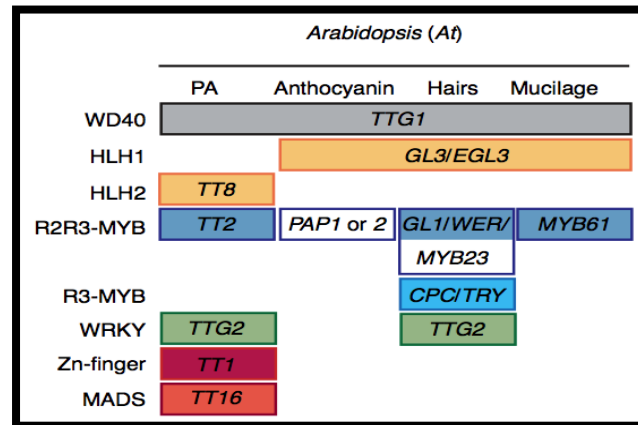 Arabidopsis (At)
PA Anthocyanin Hairs Mucilage
WD40 TTG1
HLH1 GL3/EGL3
HLH2 TT8
R2R3-MYB TT2 PAP1 or 2 GL1/WER/ MYB61
MYB23
R3-MYB CPC/TRY
WRKY TTG2 TTG2
Zn-finger TT1
MADS TT16